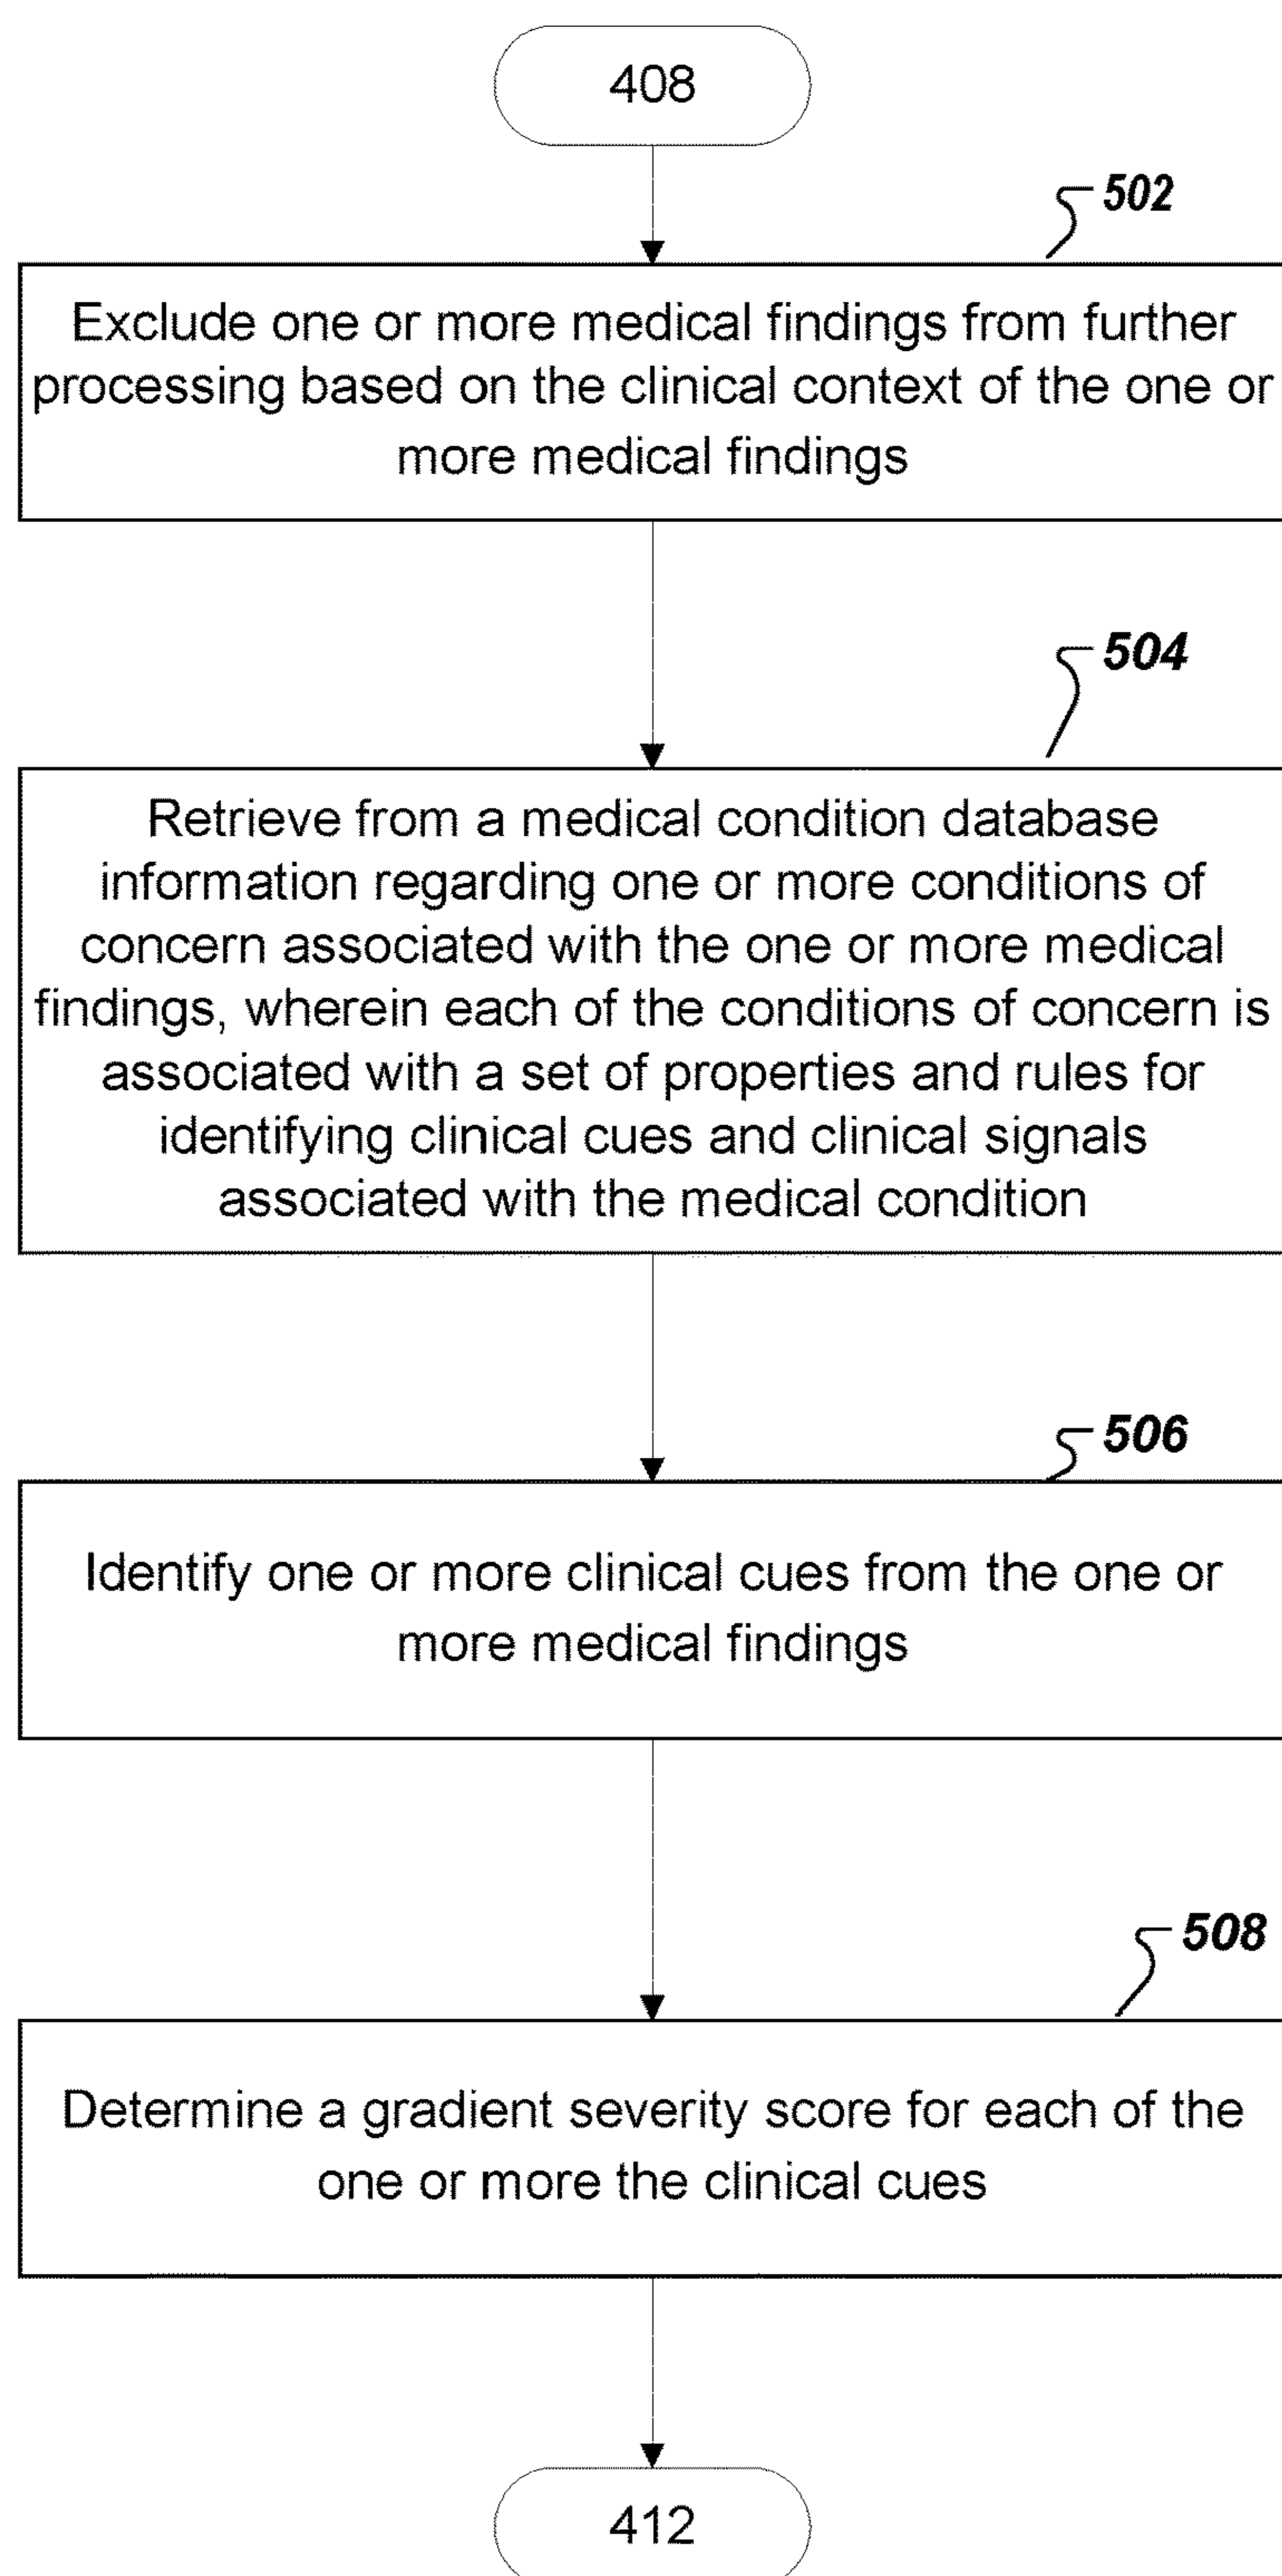 408
502
Exclude one or more medical findings from further
processing based on the clinical context of the one or
more medical findings
504
Retrieve from a medical condition database
information regarding one or more conditions of
concern associated with the one or more medical
findings, wherein each of the conditions of concern is
associated with a set of properties and rules for
identifying clinical cues and clinical signals
associated with the medical condition
506
Identify one or more clinical cues from the one or
more medical findings
508
Determine a gradient severity score for each of the
one or more the clinical cues
412